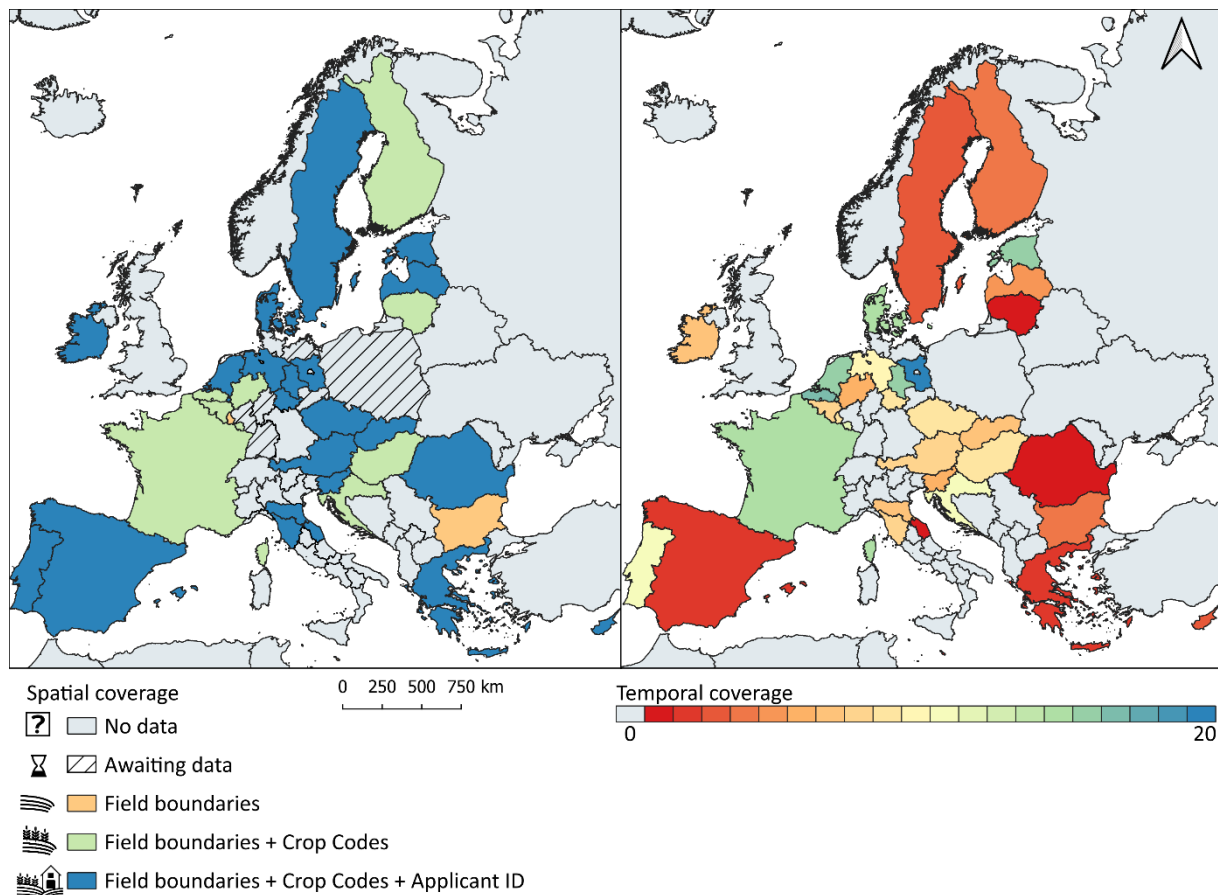 Spatial coverage
0 250 500 750 km
Temporal coverage
0 20
? No data
Awaiting data
Field boundaries
Field boundaries + Crop Codes
Field boundaries + Crop Codes + Applicant ID